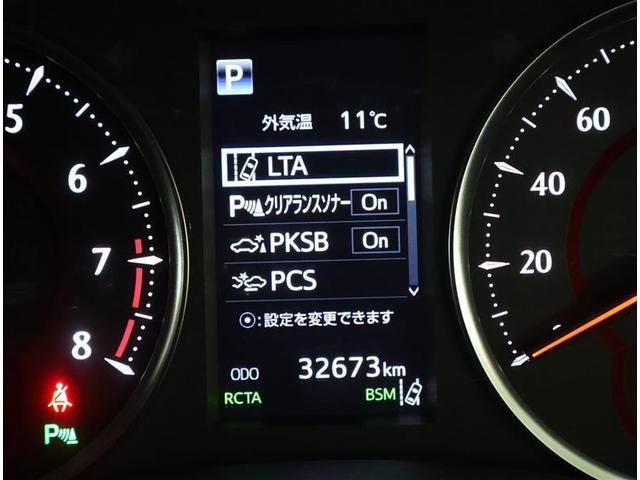 P
外気温 11℃
LTA
P クリアランスソナー On
PKSB On
PCS
⦿:設定を変更できます
ODO 32673km
RCTA BSM
5
6
7
8
P
60
40
20